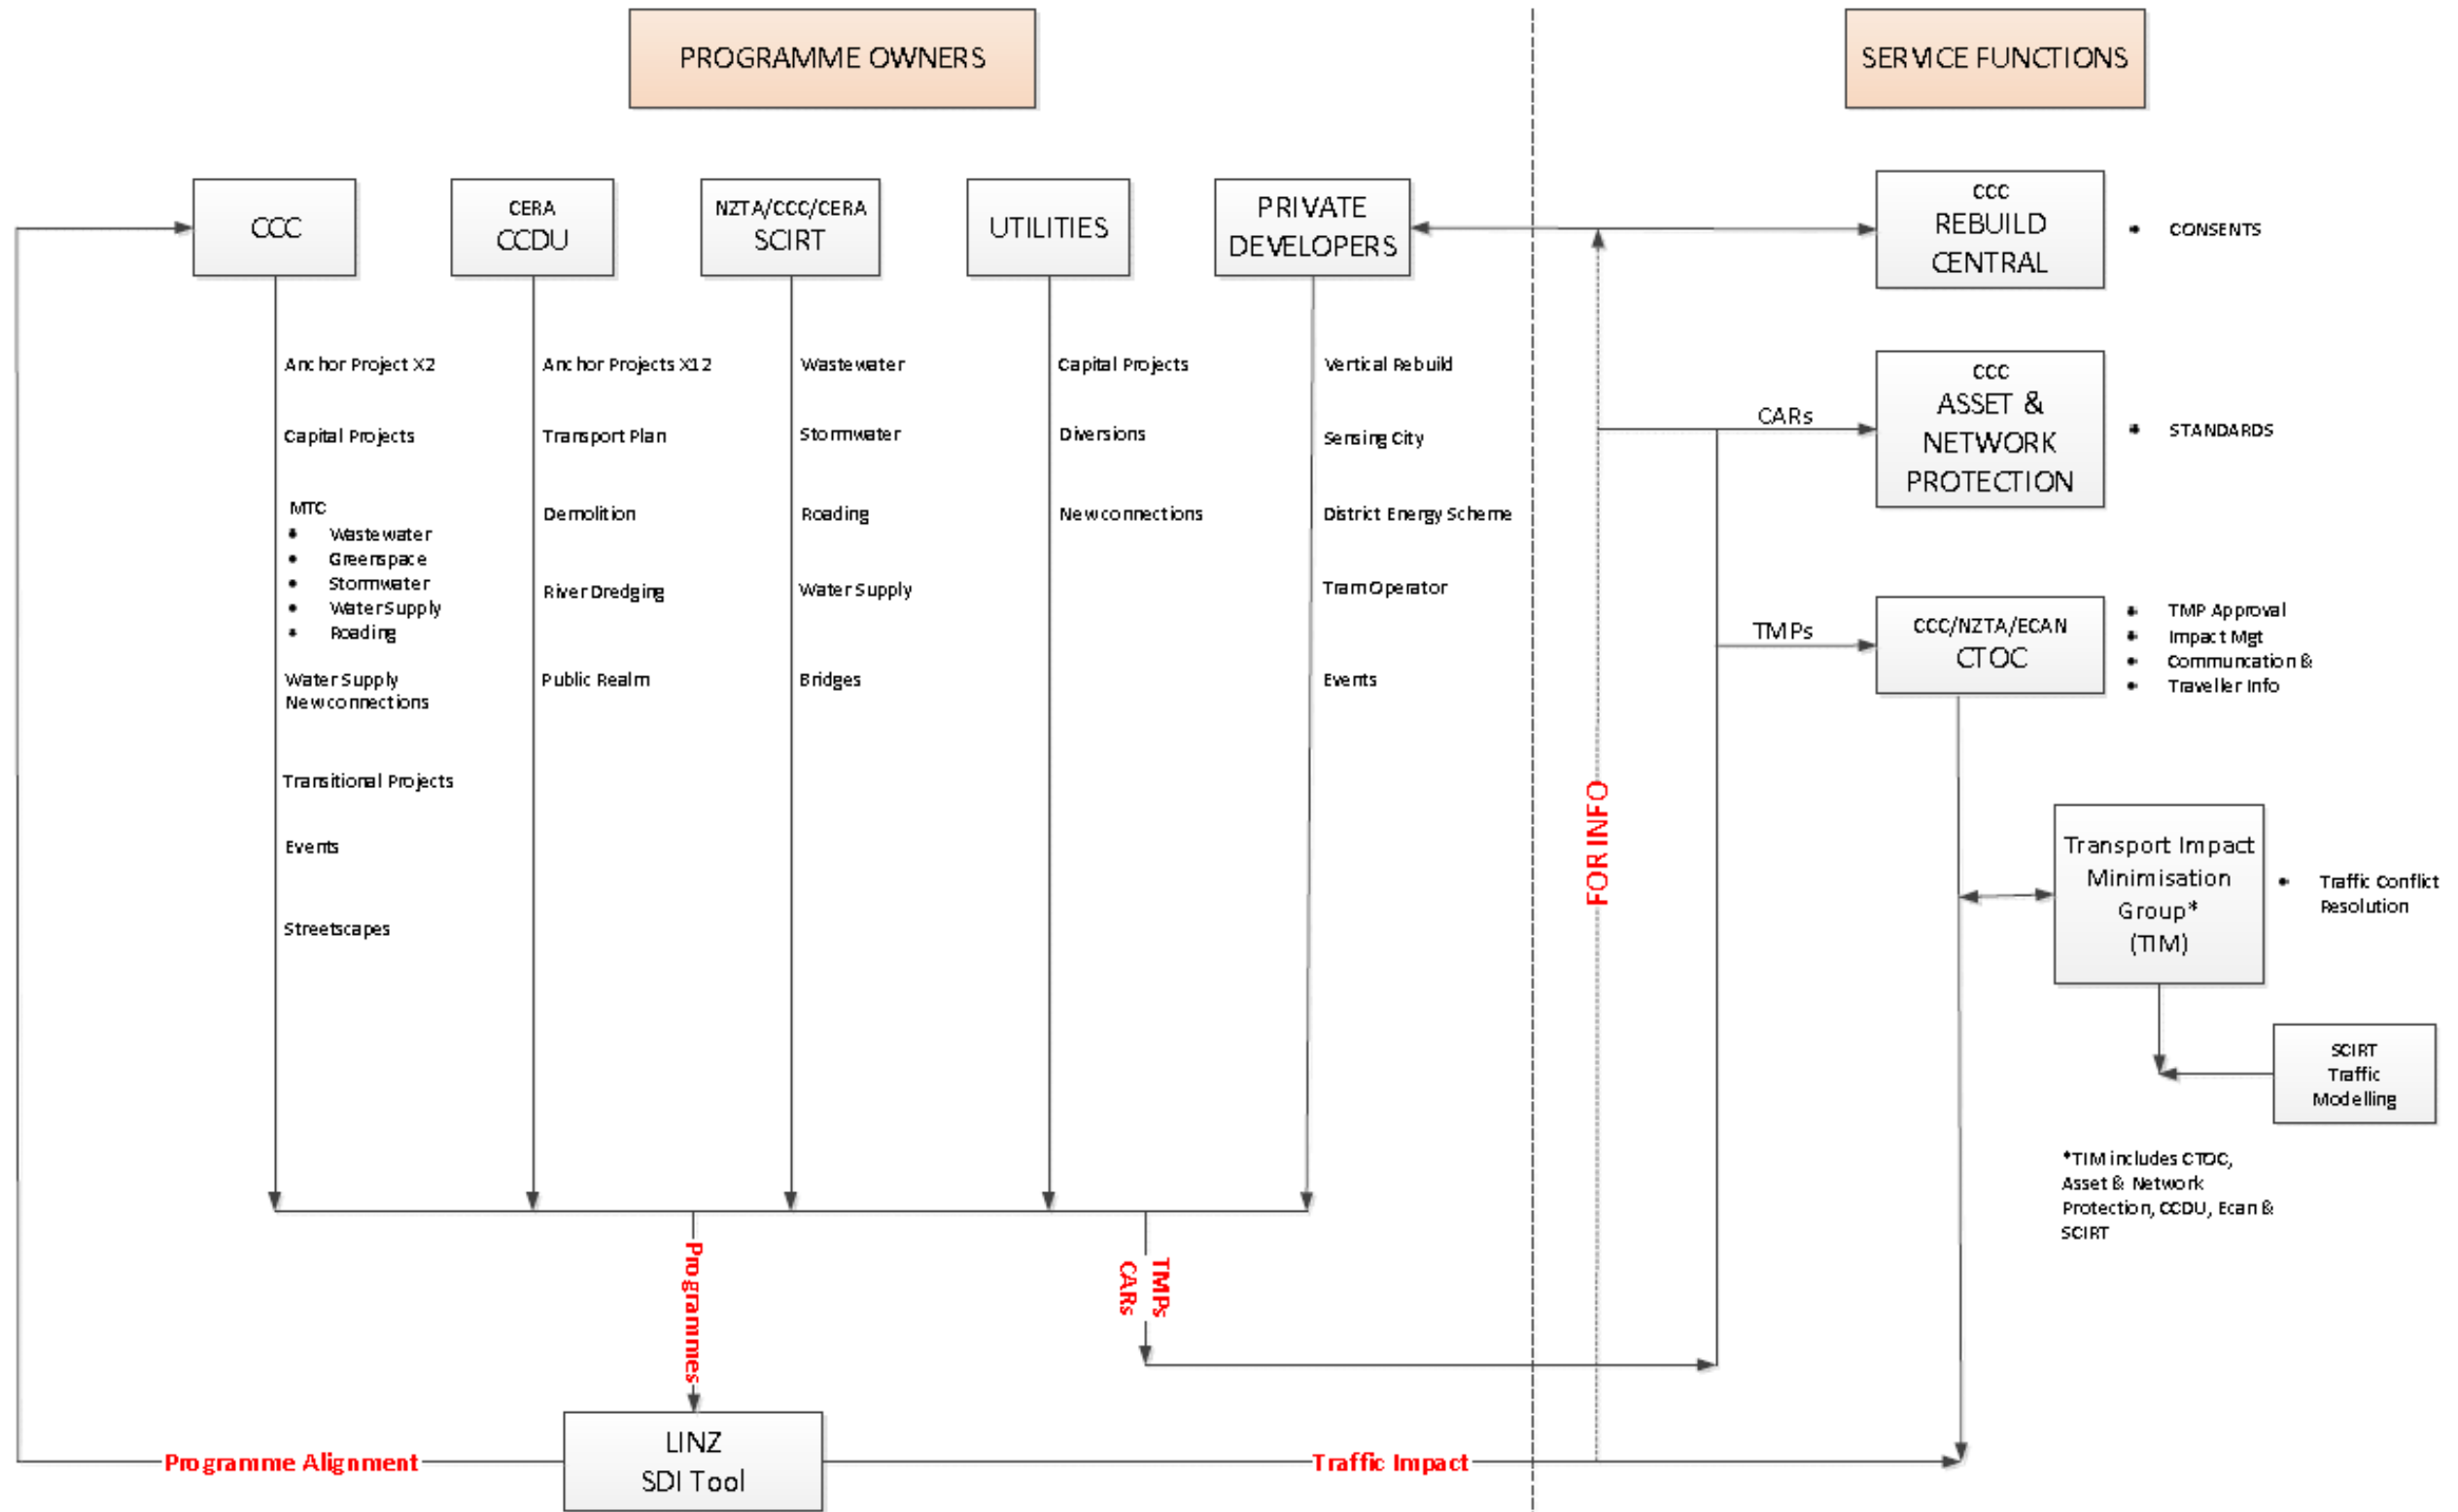 PROGRAMME OWNERS
SERVICE FUNCTIONS
CCC
CERA
CCDU
NZTA/CCC/CERA
SCIRT
UTILITIES
PRIVATE
DEVELOPERS
CCC
REBUILD
CENTRAL
• CONSENTS
Anchor Project X2
Capital Projects
MTC
• Wastewater
• Greenspace
• Stormwater
• Water Supply
• Roading
Water Supply
New connections
Transitional Projects
Events
Streetscapes
Anchor Projects X12
Transport Plan
Demolition
River Dredging
Public Realm
Wastewater
Stormwater
Roading
Water Supply
Bridges
Capital Projects
Diversions
New connections
Vertical Rebuild
Sensing City
District Energy Scheme
Tram Operator
Events
CARs
CCC
ASSET &
NETWORK
PROTECTION
• STANDARDS
TMPs
CCC/NZTA/ECAN
CTOC
• TMP Approval
• Impact Mgt
• Communcation &
• Traveller Info
FOR INFO
Transport Impact
Minimisation
Group*
(TIM)
• Traffic Conflict
Resolution
SCIRT
Traffic
Modelling
*TIM includes CTOC,
Asset & Network
Protection, CCDU, Ecan &
SCIRT
Programmes
TMPs
CARs
LINZ
SDI Tool
Programme Alignment
Traffic Impact